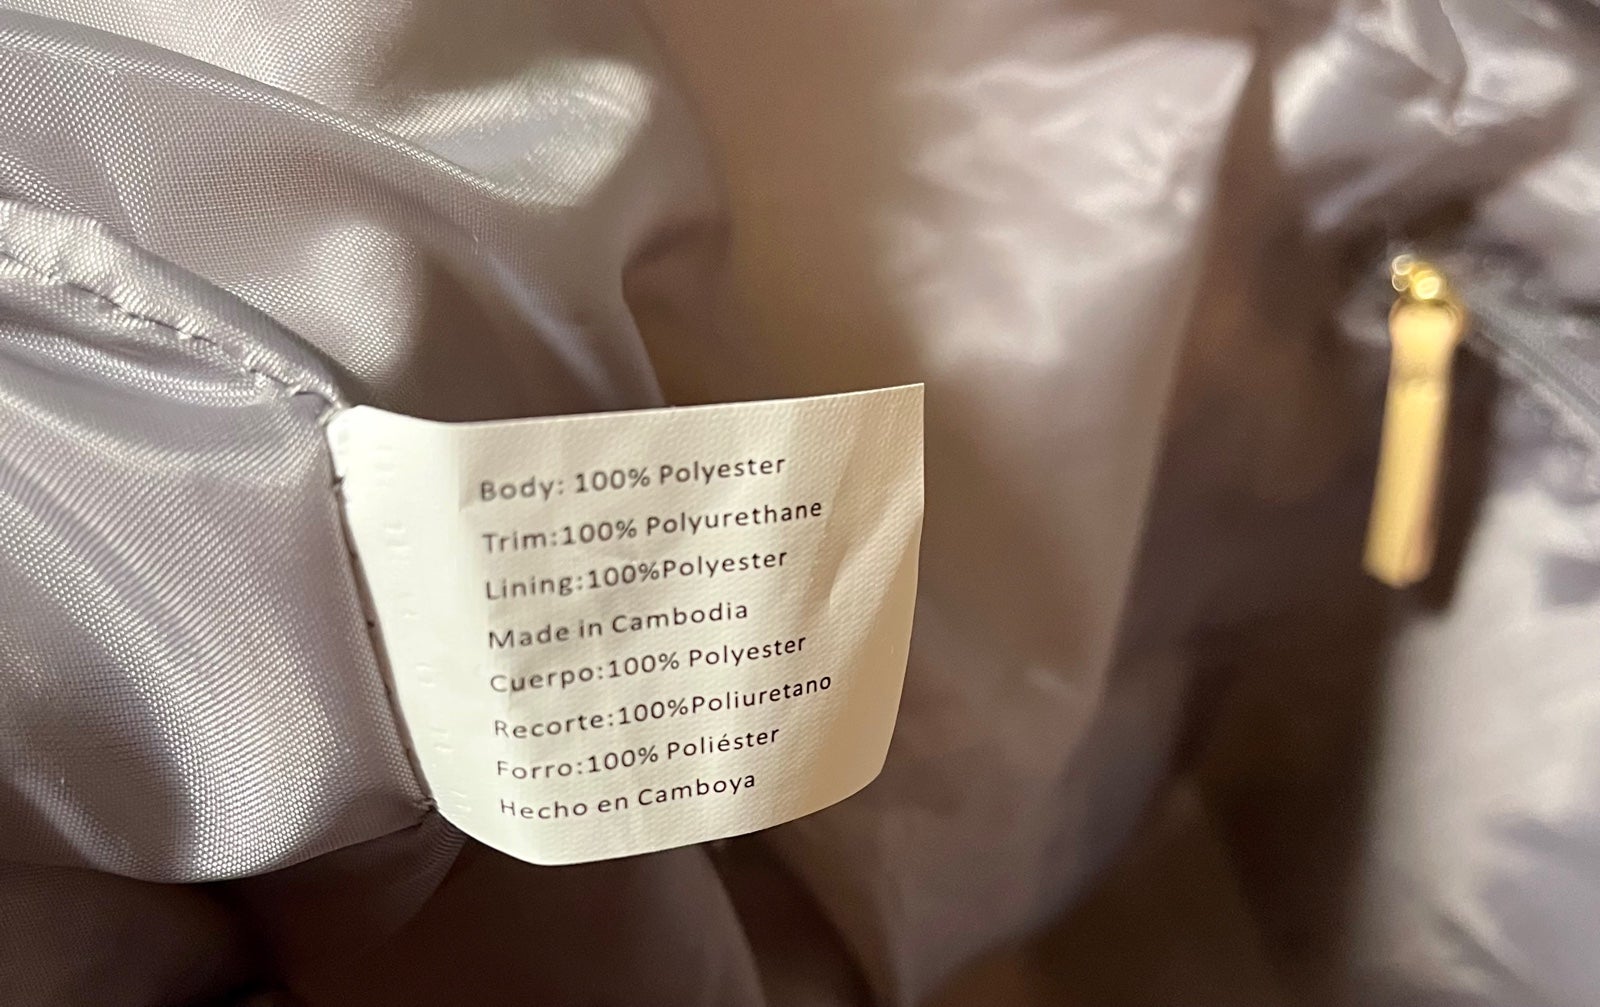 Body: 100% Polyester
Trim:100% Polyurethane
Lining:100%Polyester
Made in Cambodia
Cuerpo:100% Polyester
Recorte:100%Poliuretano
Forro:100% Poliéster
Hecho en Camboya